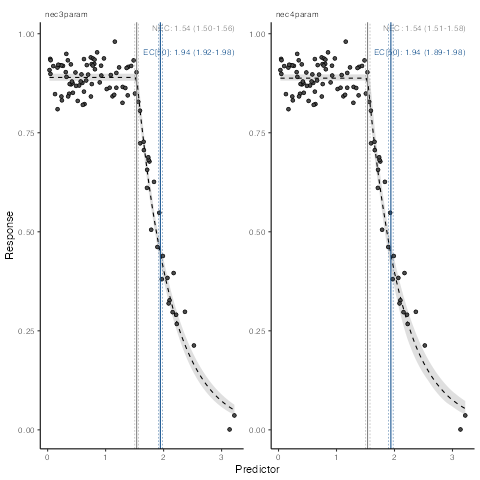 nec3param
nec4param
NEC: 1.54 (1.50-1.56)
EC[50]: 1.94 (1.92-1.98)
NEC: 1.54 (1.51-1.58)
EC[50]: 1.94 (1.89-1.98)
1.00
0.75
0.50
0.25
0.00
1.00
0.75
0.50
0.25
0.00
Response
0 1 2 3
0 1 2 3
Predictor